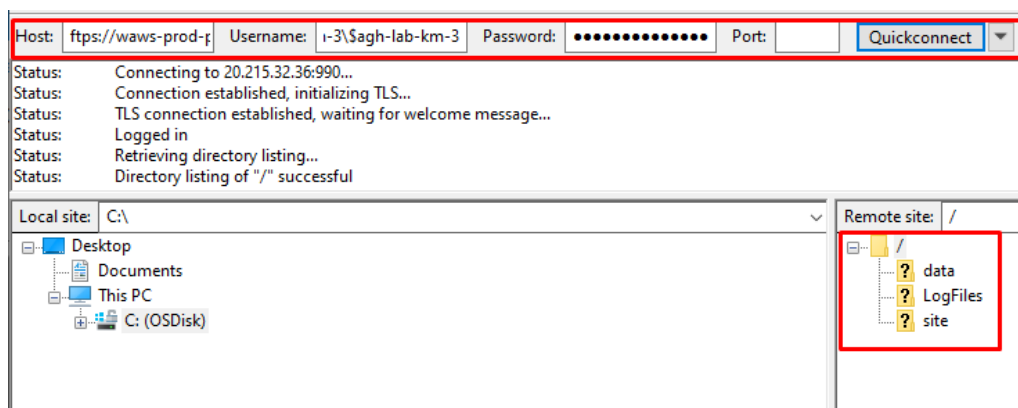 Host: ftps://waws-prod-p Username: ı-3\$agh-lab-km-3 Password: ●●●●●●●●●●●●●● Port: Quickconnect
Status: Connecting to 20.215.32.36:990...
Status: Connection established, initializing TLS...
Status: TLS connection established, waiting for welcome message...
Status: Logged in
Status: Retrieving directory listing...
Status: Directory listing of "/" successful
Local site: C:\
Desktop
Documents
This PC
C: (OSDisk)
Remote site: /
/
? data
? LogFiles
? site